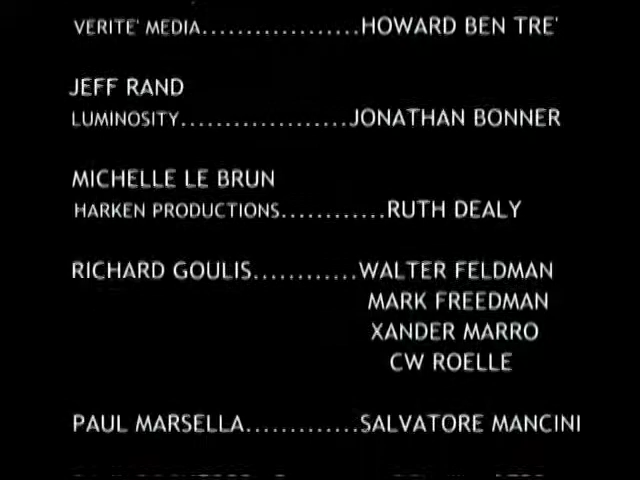 VERITE' MEDIA..................HOWARD BEN TRE'
JEFF RAND
LUMINOSITY...................JONATHAN BONNER
MICHELLE LE BRUN
HARKEN PRODUCTIONS............RUTH DEALY
RICHARD GOULIS............WALTER FELDMAN
MARK FREEDMAN
XANDER MARRO
CW ROELLE
PAUL MARSELLA.............SALVATORE MANCINI